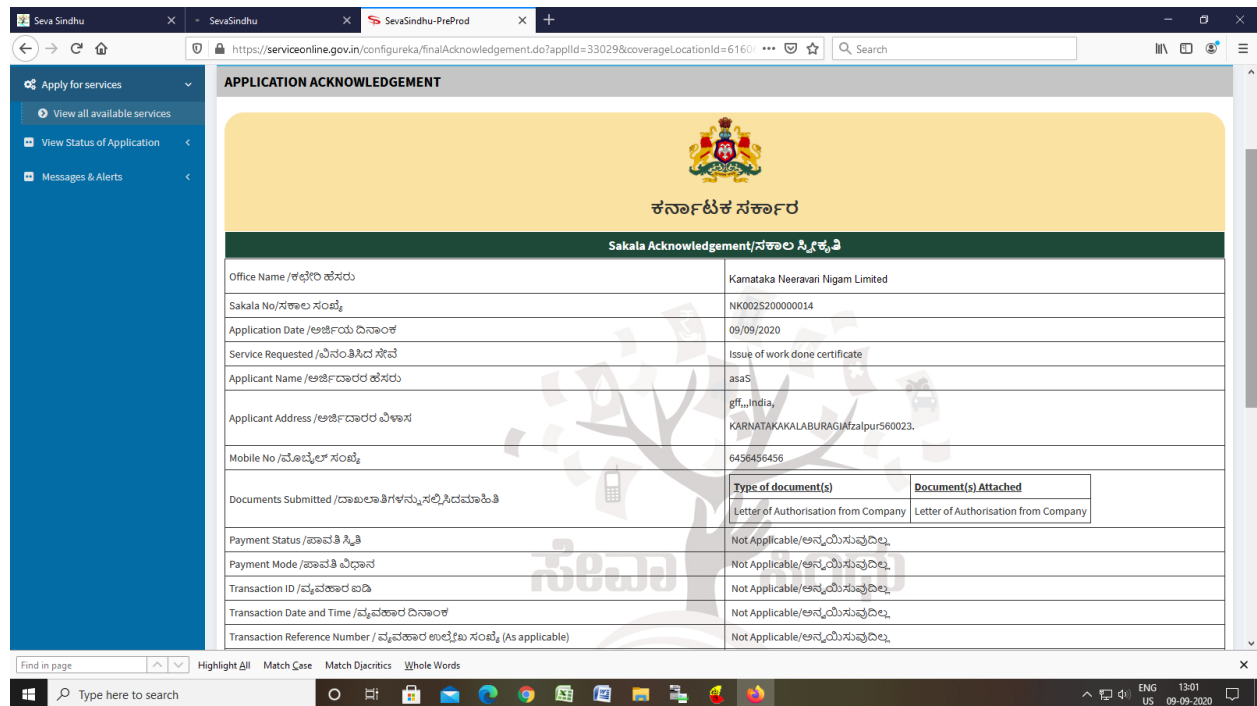 Seva Sindhu
SevaSindhu
SevaSindhu-PreProd
https://serviceonline.gov.in/configureka/finalAcknowledgement.do?applId=33029&coverageLocationId=6160
Search
Apply for services
View all available services
View Status of Application
Messages & Alerts
APPLICATION ACKNOWLEDGEMENT
ಕರ್ನಾಟಕ ಸರ್ಕಾರ
Sakala Acknowledgement/ಸಕಾಲ ಸ್ವೀಕೃತಿ
Office Name /ಕಛೇರಿ ಹೆಸರು Karnataka Neeravari Nigam Limited
Sakala No/ಸಕಾಲ ಸಂಖ್ಯೆ NK002S200000014
Application Date /ಅರ್ಜಿಯ ದಿನಾಂಕ 09/09/2020
Service Requested /ವಿನಂತಿಸಿದ ಸೇವೆ Issue of work done certificate
Applicant Name /ಅರ್ಜಿದಾರರ ಹೆಸರು asaS
Applicant Address /ಅರ್ಜಿದಾರರ ವಿಳಾಸ gff,,,India,
KARNATAKAKALABURAGIAfzalpur560023.
Mobile No /ಮೊಬೈಲ್ ಸಂಖ್ಯೆ 6456456456
Documents Submitted /ದಾಖಲಾತಿಗಳನ್ನುಸಲ್ಲಿಸಿದಮಾಹಿತಿ
Type of document(s) Document(s) Attached
Letter of Authorisation from Company Letter of Authorisation from Company
Payment Status /ಪಾವತಿ ಸ್ಥಿತಿ Not Applicable/ಅನ್ವಯಿಸುವುದಿಲ್ಲ
Payment Mode /ಪಾವತಿ ವಿಧಾನ Not Applicable/ಅನ್ವಯಿಸುವುದಿಲ್ಲ
Transaction ID /ವ್ಯವಹಾರ ಐಡಿ Not Applicable/ಅನ್ವಯಿಸುವುದಿಲ್ಲ
Transaction Date and Time /ವ್ಯವಹಾರ ದಿನಾಂಕ Not Applicable/ಅನ್ವಯಿಸುವುದಿಲ್ಲ
Transaction Reference Number / ವ್ಯವಹಾರ ಉಲ್ಲೇಖ ಸಂಖ್ಯೆ (As applicable) Not Applicable/ಅನ್ವಯಿಸುವುದಿಲ್ಲ
ಸೇವಾ ಸಿಂಧು
Find in page
Highlight All Match Case Match Diacritics Whole Words
Type here to search
ENG
US
13:01
09-09-2020